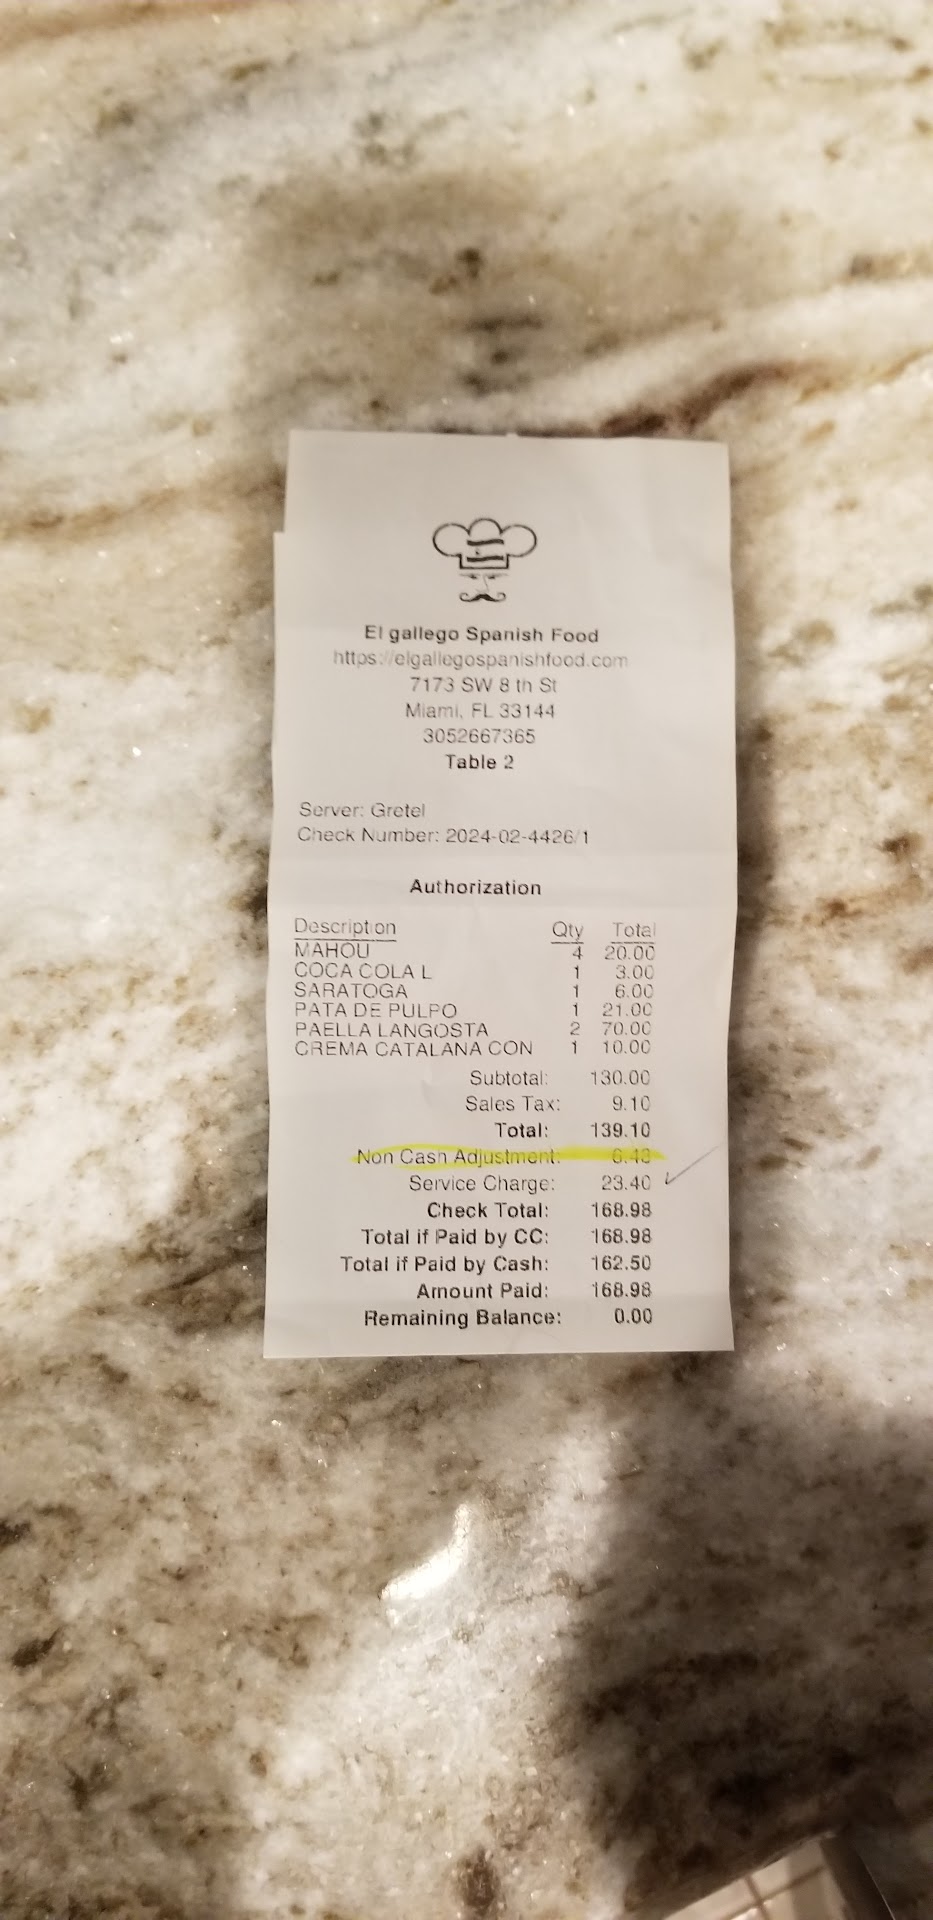 El gallego Spanish Food
https://elgallegospanishfood.com
7173 SW 8 th St
Miami, FL 33144
3052667365
Table 2
Server: Gretel
Check Number: 2024-02-4426/1
Authorization
Description Qty Total
MAHOU 4 20.00
COCA COLA L 1 3.00
SARATOGA 1 6.00
PATA DE PULPO 1 21.00
PAELLA LANGOSTA 2 70.00
CREMA CATALANA CON 1 10.00
Subtotal: 130.00
Sales Tax: 9.10
Total: 139.10
Non Cash Adjustment: 6.48
Service Charge: 23.40
Check Total: 168.98
Total if Paid by CC: 168.98
Total if Paid by Cash: 162.50
Amount Paid: 168.98
Remaining Balance: 0.00